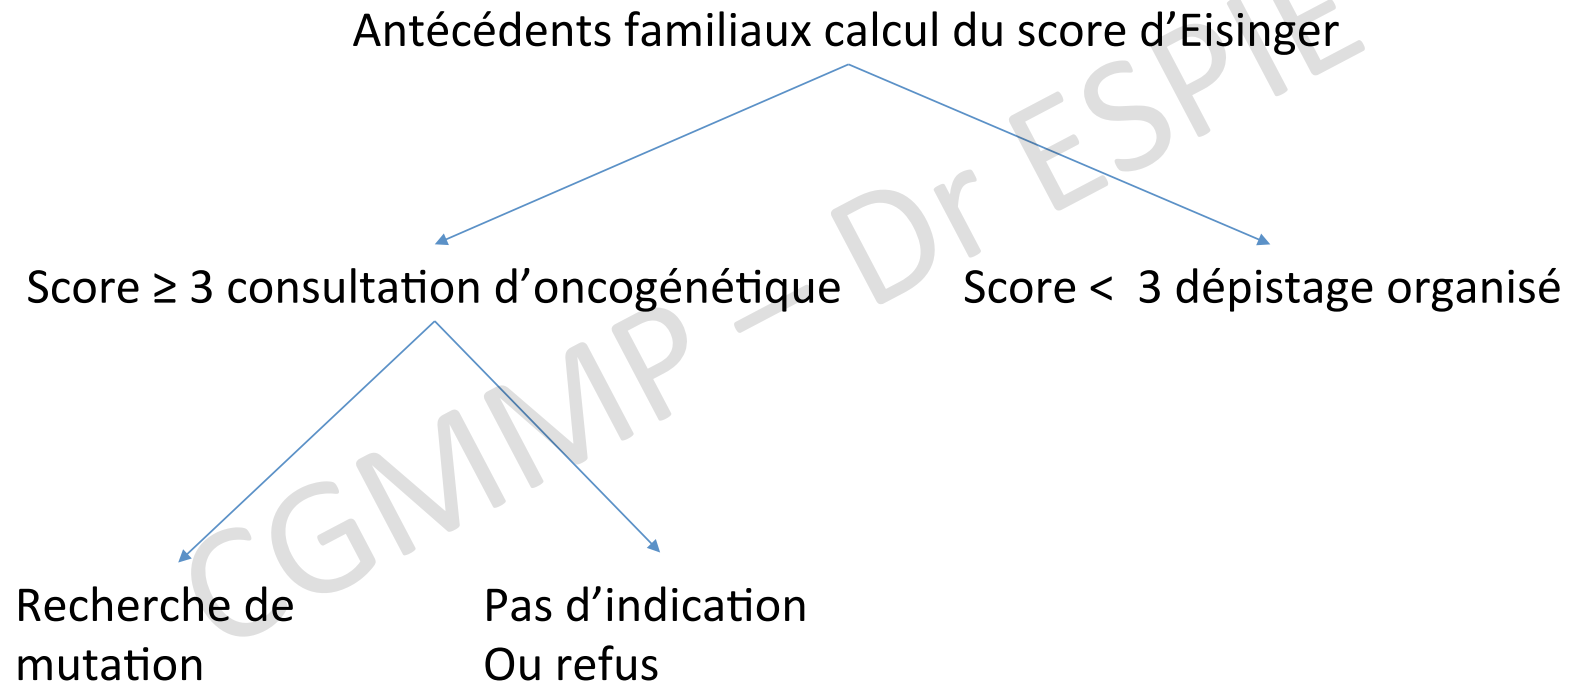 Antécédents familiaux calcul du score d’Eisinger
Score ≥ 3 consultation d’oncogénétique
Score < 3 dépistage organisé
Recherche de
mutation
Pas d’indication
Ou refus
CGMMP – Dr ESPIE